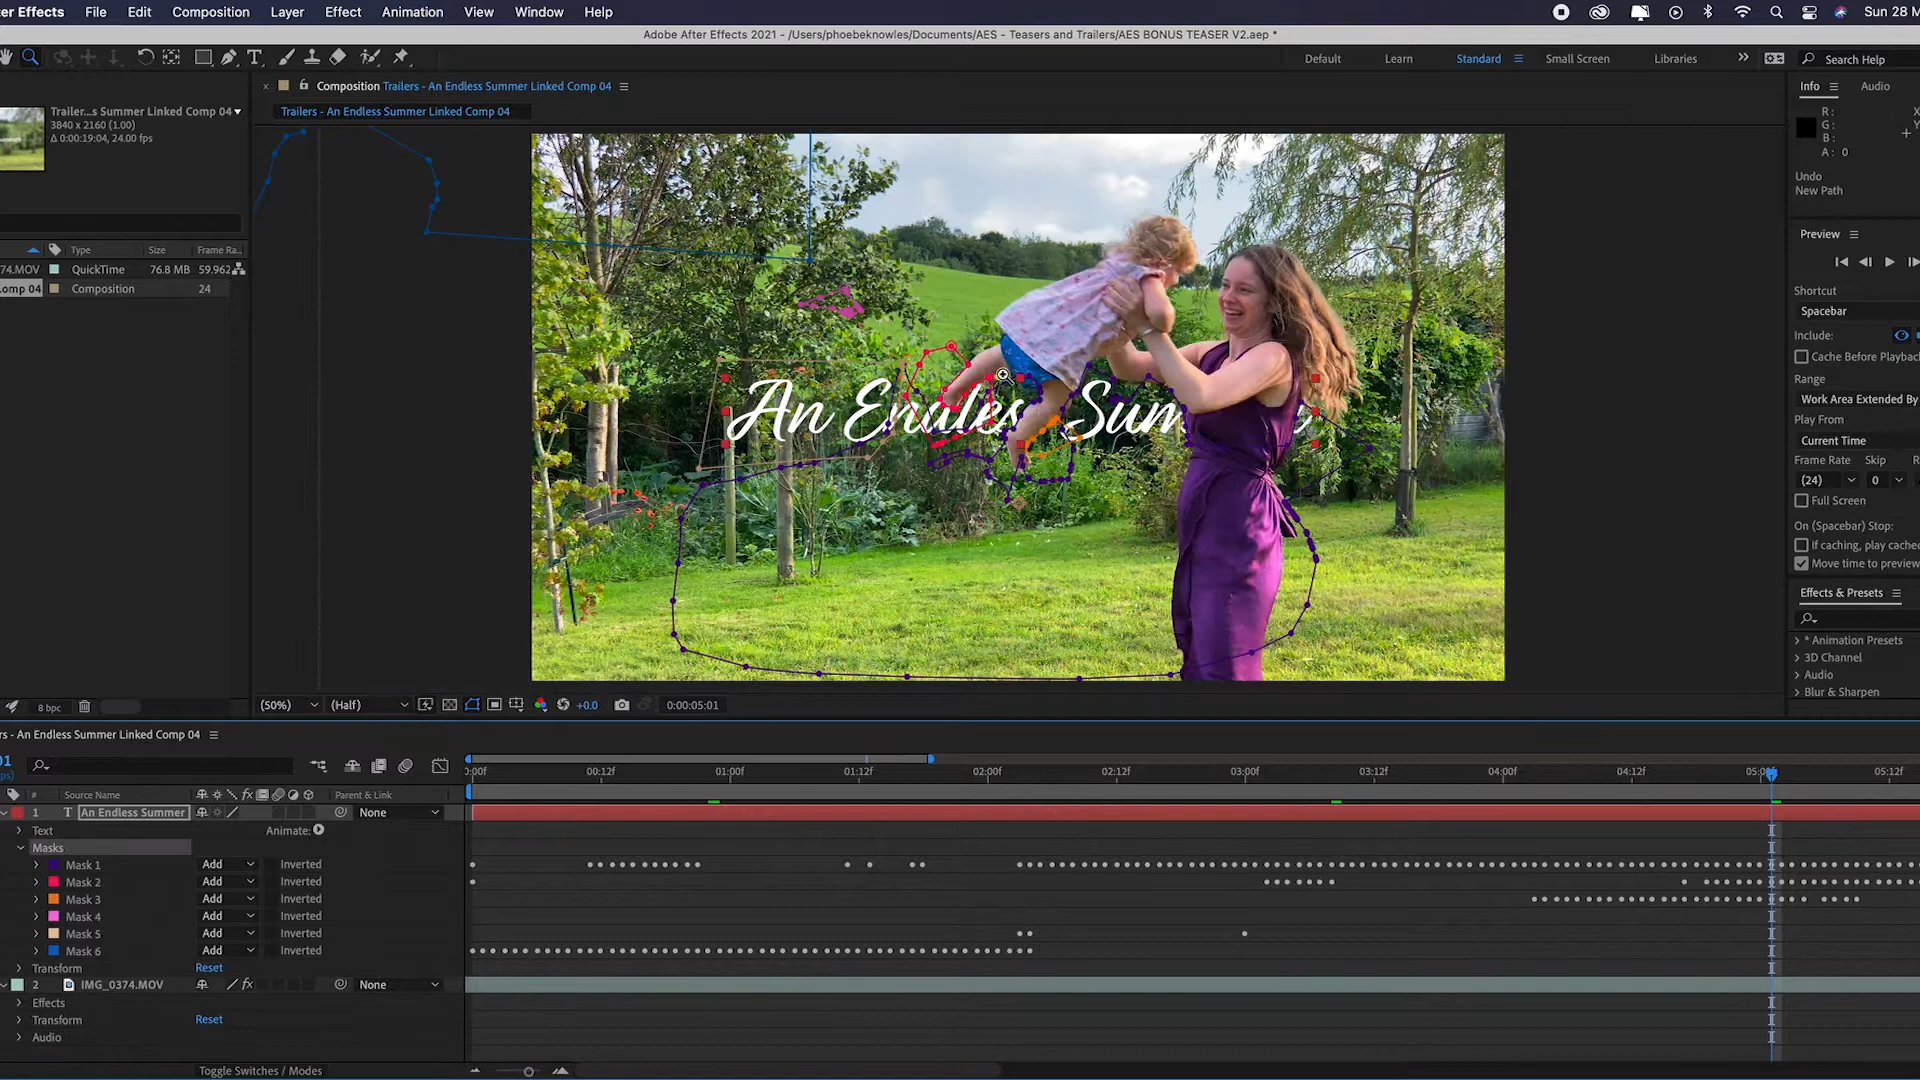 After Effects File Edit Composition Layer Effect Animation View Window Help Sun 28 M
Adobe After Effects 2021 - /Users/phoebeknowles/Documents/AES - Teasers and Trailers/AES BONUS TEASER V2.aep *
Default Learn Standard Small Screen Libraries Search Help
Composition Trailers - An Endless Summer Linked Comp 04
Info Audio
Trailer...s Summer Linked Comp 04
3840 x 2160 (1.00)
Δ 0:00:19:04, 24.00 fps
Trailers - An Endless Summer Linked Comp 04
R:
G:
B:
A: 0
X
Y
Undo
New Path
Preview
Type Size Frame Ra...
74.MOV QuickTime 76.8 MB 59.962
omp 04 Composition 24
Shortcut
Spacebar
Include:
Cache Before Playback
Range
Work Area Extended By
Play From
Current Time
Frame Rate Skip R
(24) 0
Full Screen
On (Spacebar) Stop:
If caching, play cached
Move time to preview
Effects & Presets
* Animation Presets
3D Channel
Audio
Blur & Sharpen
An Endles Sum
8 bpc (50%) (Half) +0.0 0:00:05:01
rs - An Endless Summer Linked Comp 04
01
ps)
0:00f 00:12f 01:00f 01:12f 02:00f 02:12f 03:00f 03:12f 04:00f 04:12f 05:00f 05:12f
# Source Name fx Parent & Link
1 T An Endless Summer None
Text Animate:
Masks
Mask 1 Add Inverted
Mask 2 Add Inverted
Mask 3 Add Inverted
Mask 4 Add Inverted
Mask 5 Add Inverted
Mask 6 Add Inverted
Transform Reset
2 IMG_0374.MOV fx None
Effects
Transform Reset
Audio
Toggle Switches / Modes